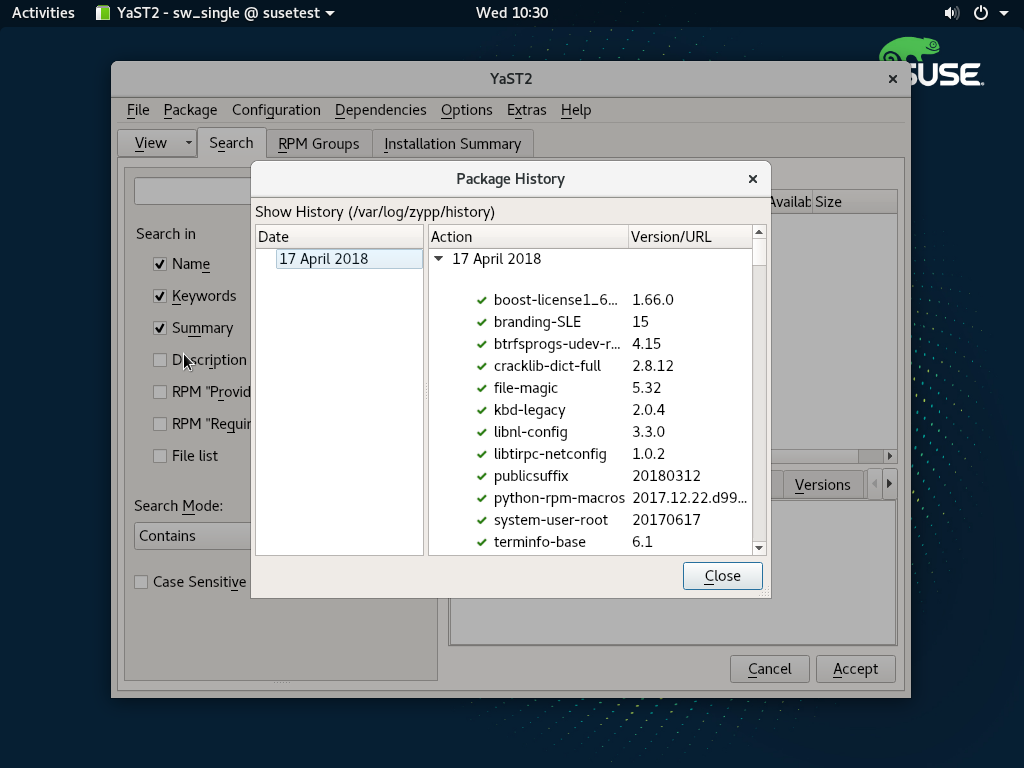 Activities YaST2 - sw_single @ susetest Wed 10:30
SUSE
YaST2
File Package Configuration Dependencies Options Extras Help
View Search RPM Groups Installation Summary
Package History
Show History (/var/log/zypp/history)
Date Action Version/URL
17 April 2018
17 April 2018
boost-license1_6... 1.66.0
branding-SLE 15
btrfsprogs-udev-r... 4.15
cracklib-dict-full 2.8.12
file-magic 5.32
kbd-legacy 2.0.4
libnl-config 3.3.0
libtirpc-netconfig 1.0.2
publicsuffix 20180312
python-rpm-macros 2017.12.22.d99...
system-user-root 20170617
terminfo-base 6.1
Close
Search in
Name
Keywords
Summary
Description
RPM "Provid
RPM "Requir
File list
Search Mode:
Contains
Case Sensitive
Availab Size
Versions
Cancel Accept